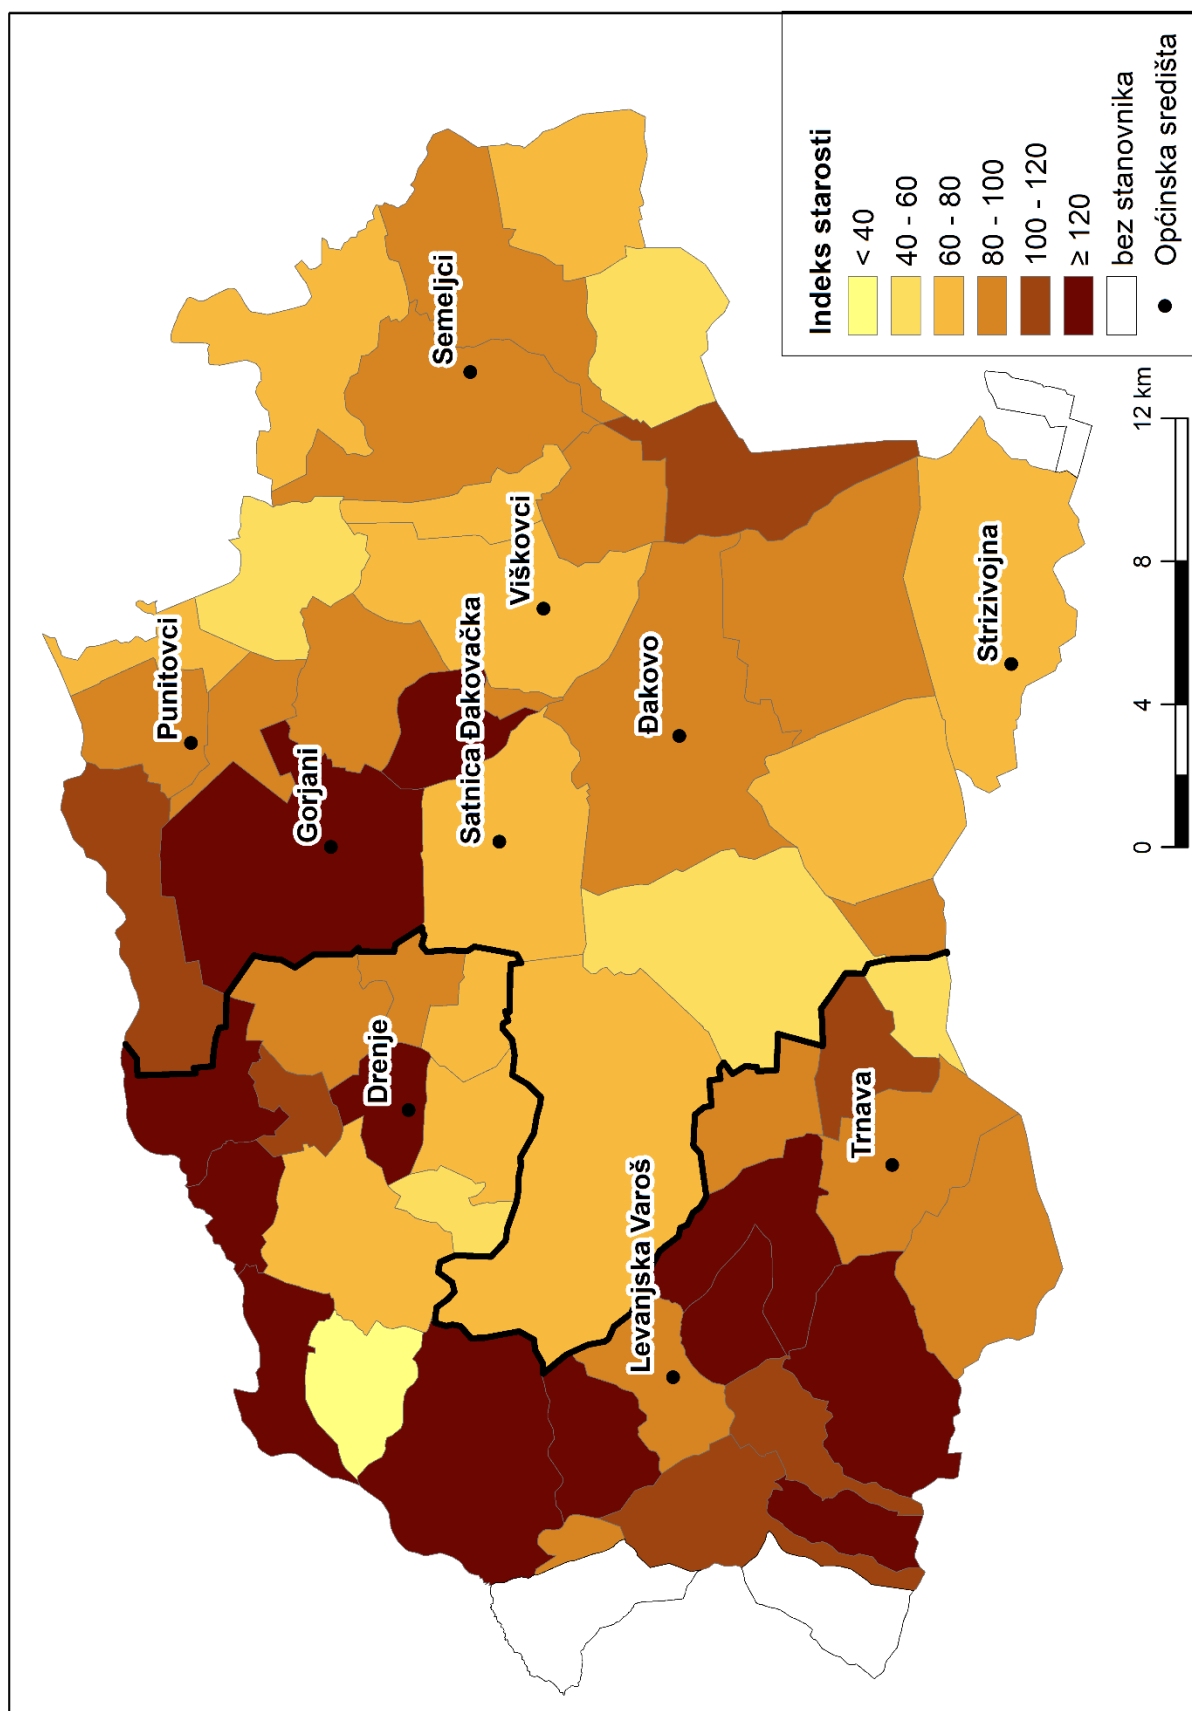 Punitovci
Gorjani
Semeljci
Satnica Đakovačka
Viškovci
Drenje
Đakovo
Levanjska Varoš
Trnava
Strizivojna
Indeks starosti
< 40
40 - 60
60 - 80
80 - 100
100 - 120
≥ 120
bez stanovnika
Općinska središta
0 4 8 12 km